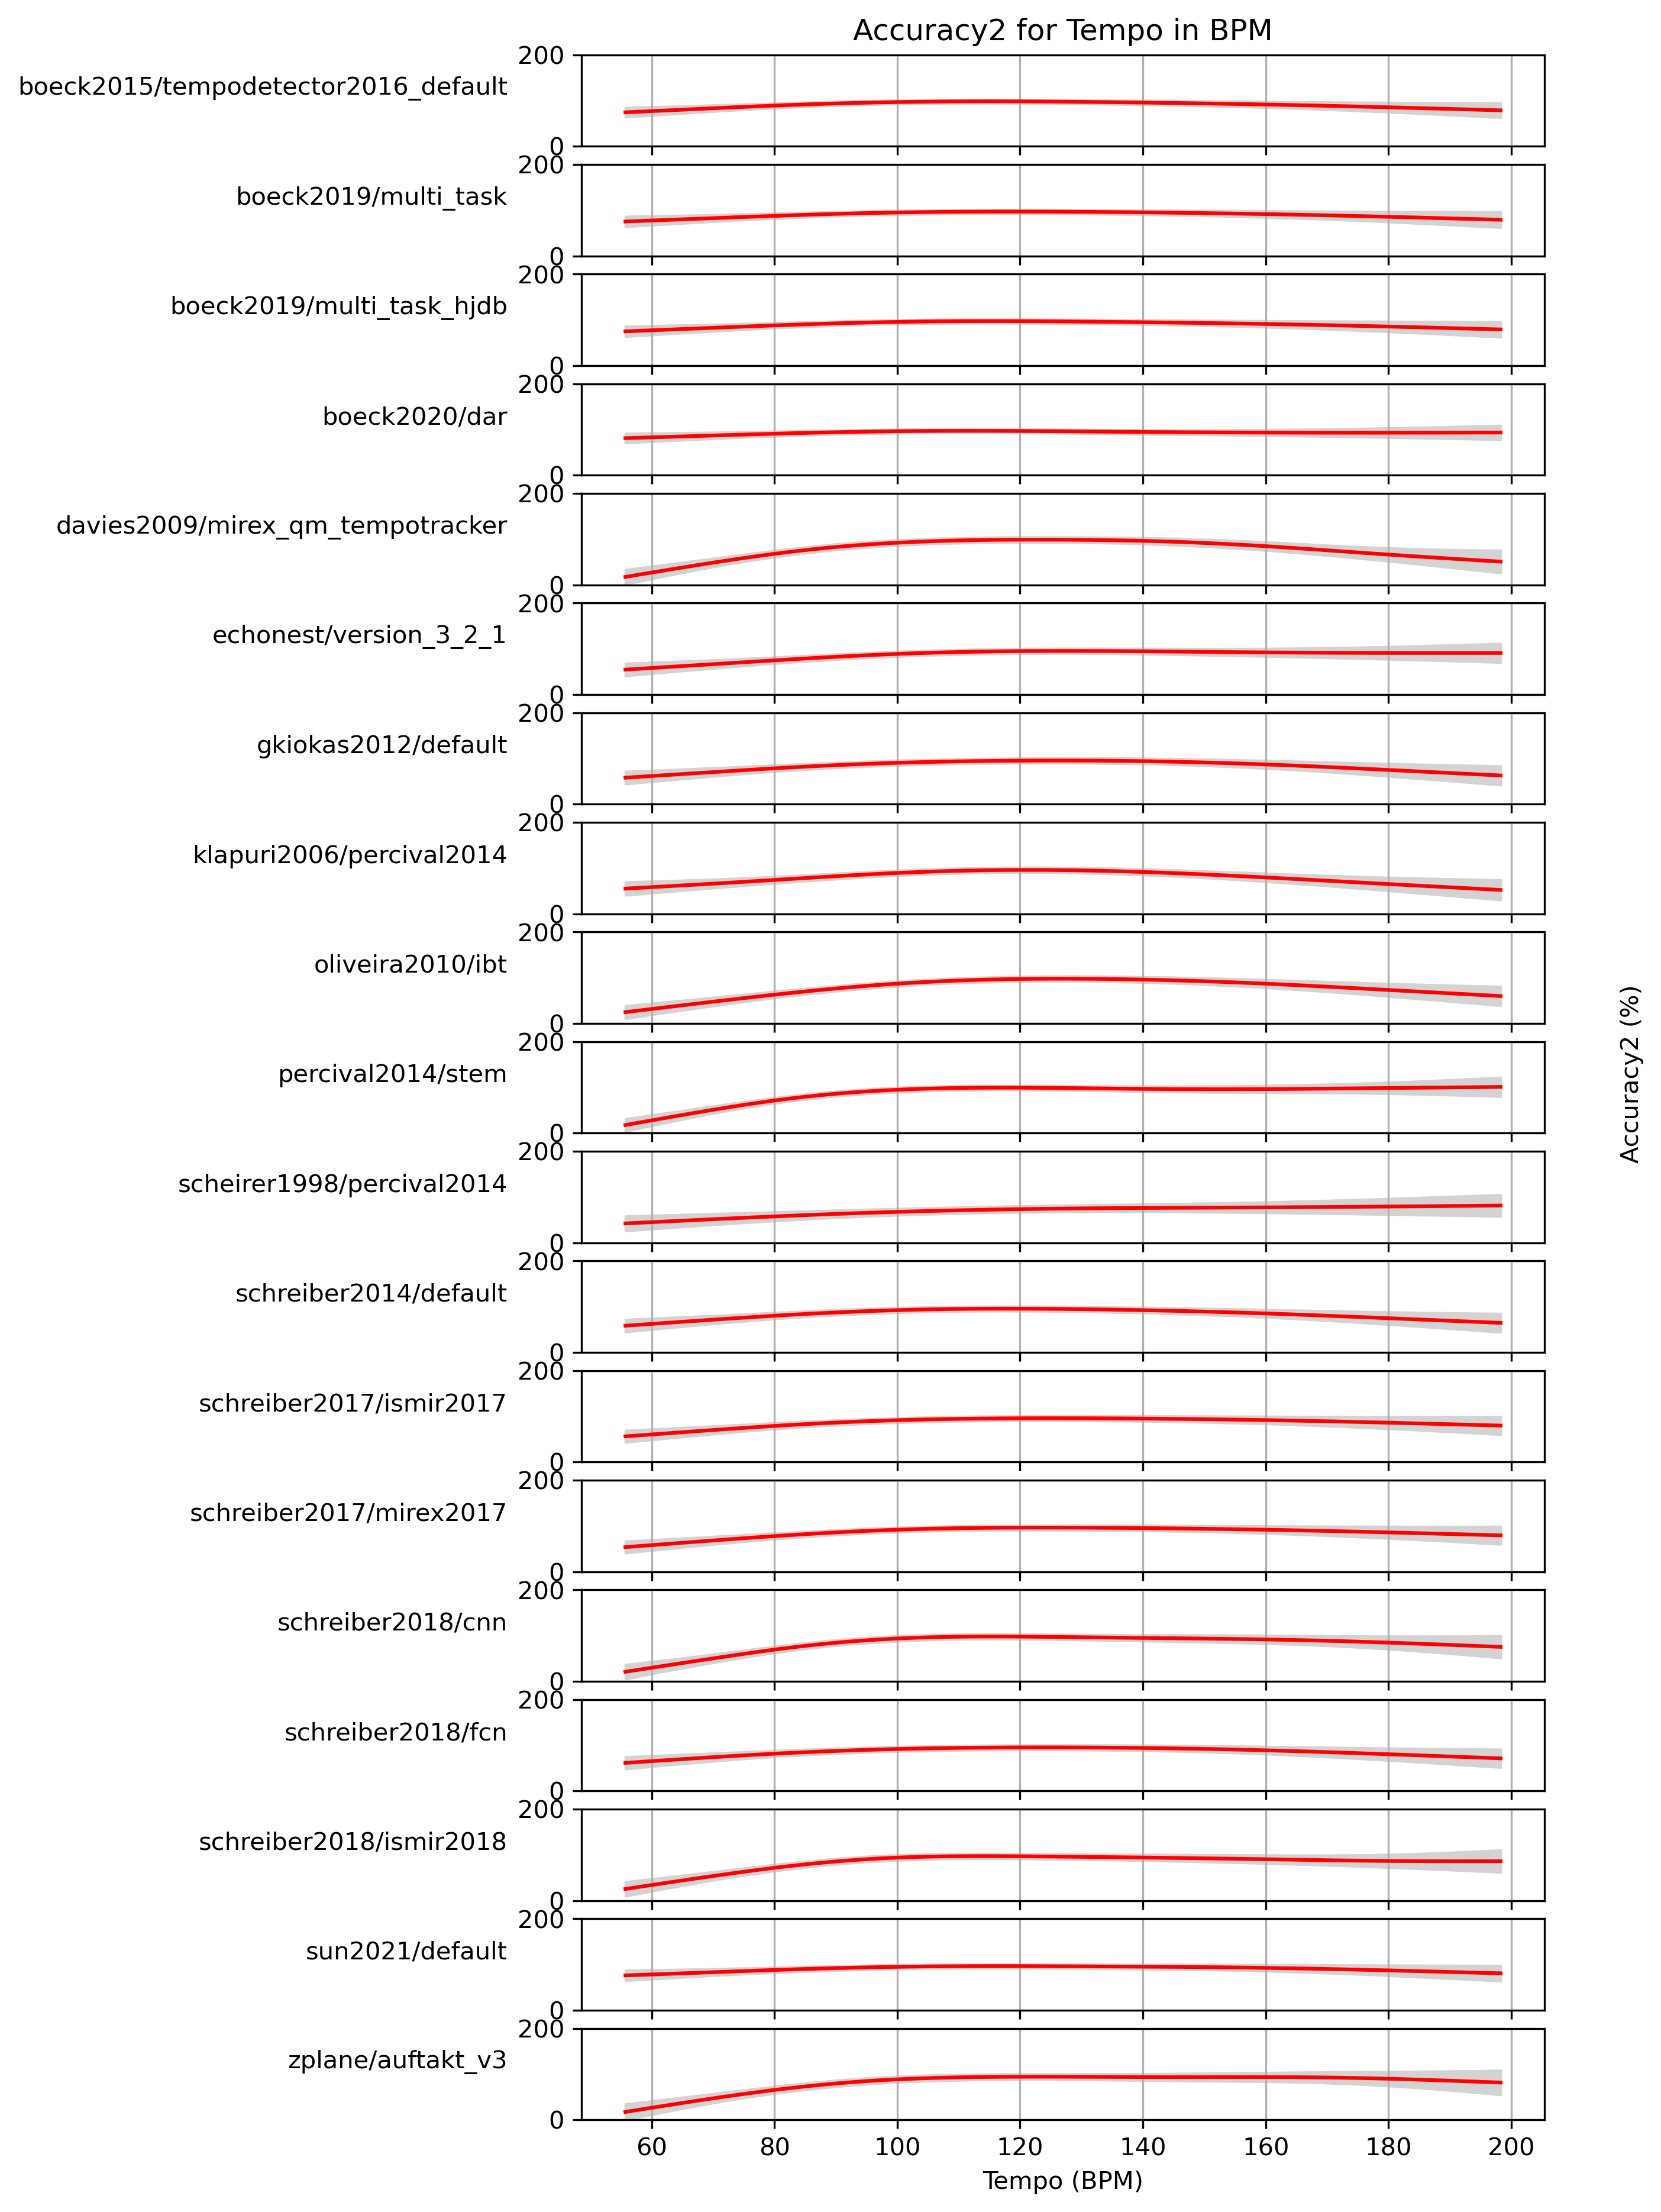 Accuracy2 for Tempo in BPM
200
boeck2015/tempodetector2016_default
0
200
boeck2019/multi_task
0
200
boeck2019/multi_task_hjdb
0
200
boeck2020/dar
0
200
davies2009/mirex_qm_tempotracker
0
200
echonest/version_3_2_1
0
200
gkiokas2012/default
0
200
klapuri2006/percival2014
0
200
oliveira2010/ibt
0
200
percival2014/stem
0
Accuracy2 (%)
200
scheirer1998/percival2014
0
200
schreiber2014/default
0
200
schreiber2017/ismir2017
0
200
schreiber2017/mirex2017
0
200
schreiber2018/cnn
0
200
schreiber2018/fcn
0
200
schreiber2018/ismir2018
0
200
sun2021/default
0
200
zplane/auftakt_v3
0
60 80 100 120 140 160 180 200
Tempo (BPM)